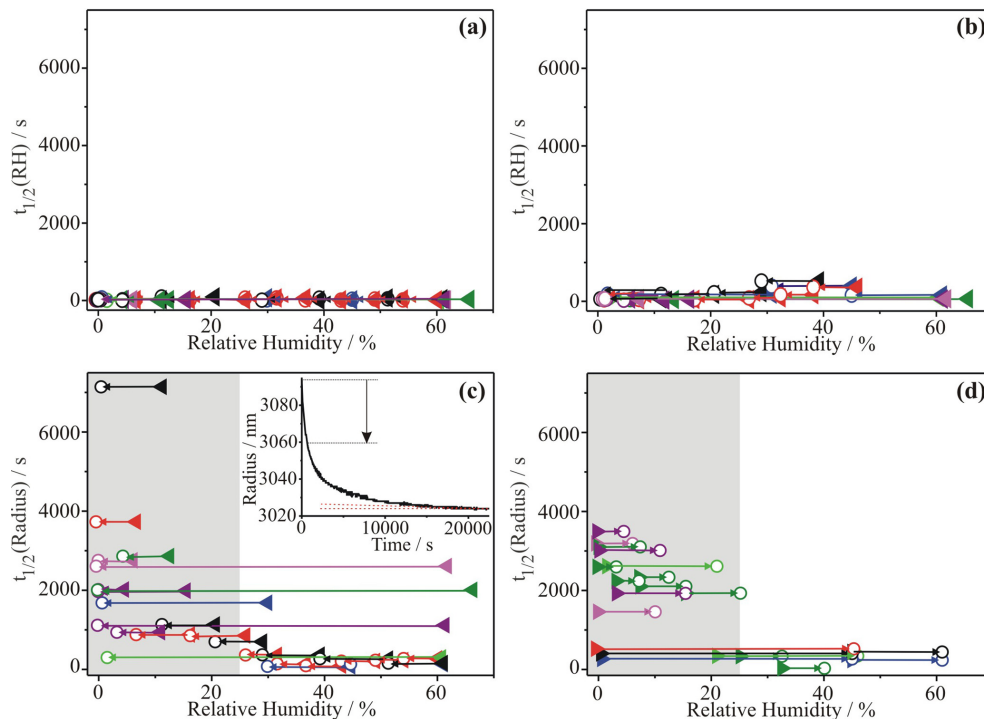 (a)
6000
4000
2000
0
t1/2(RH) / s
0 20 40 60
Relative Humidity / %
(b)
6000
4000
2000
0
t1/2(RH) / s
0 20 40 60
Relative Humidity / %
(c)
6000
4000
2000
0
t1/2(Radius) / s
0 20 40 60
Relative Humidity / %
3080
3060
3040
3020
Radius / nm
0 10000 20000
Time / s
(d)
6000
4000
2000
0
t1/2(Radius) / s
0 20 40 60
Relative Humidity / %